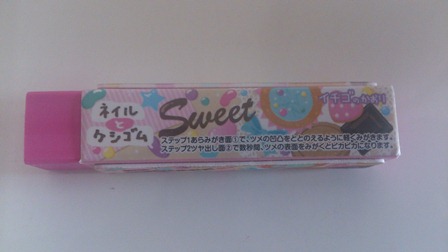 ネイル
と
ケシゴム
Sweet
イチゴのかおり
ステップ1あらみがき面①で、ツメの凹凸をととのえるように軽くみがきます。
ステップ2ツヤ出し面②で数秒間、ツメの表面をみがくとピカピカになります。